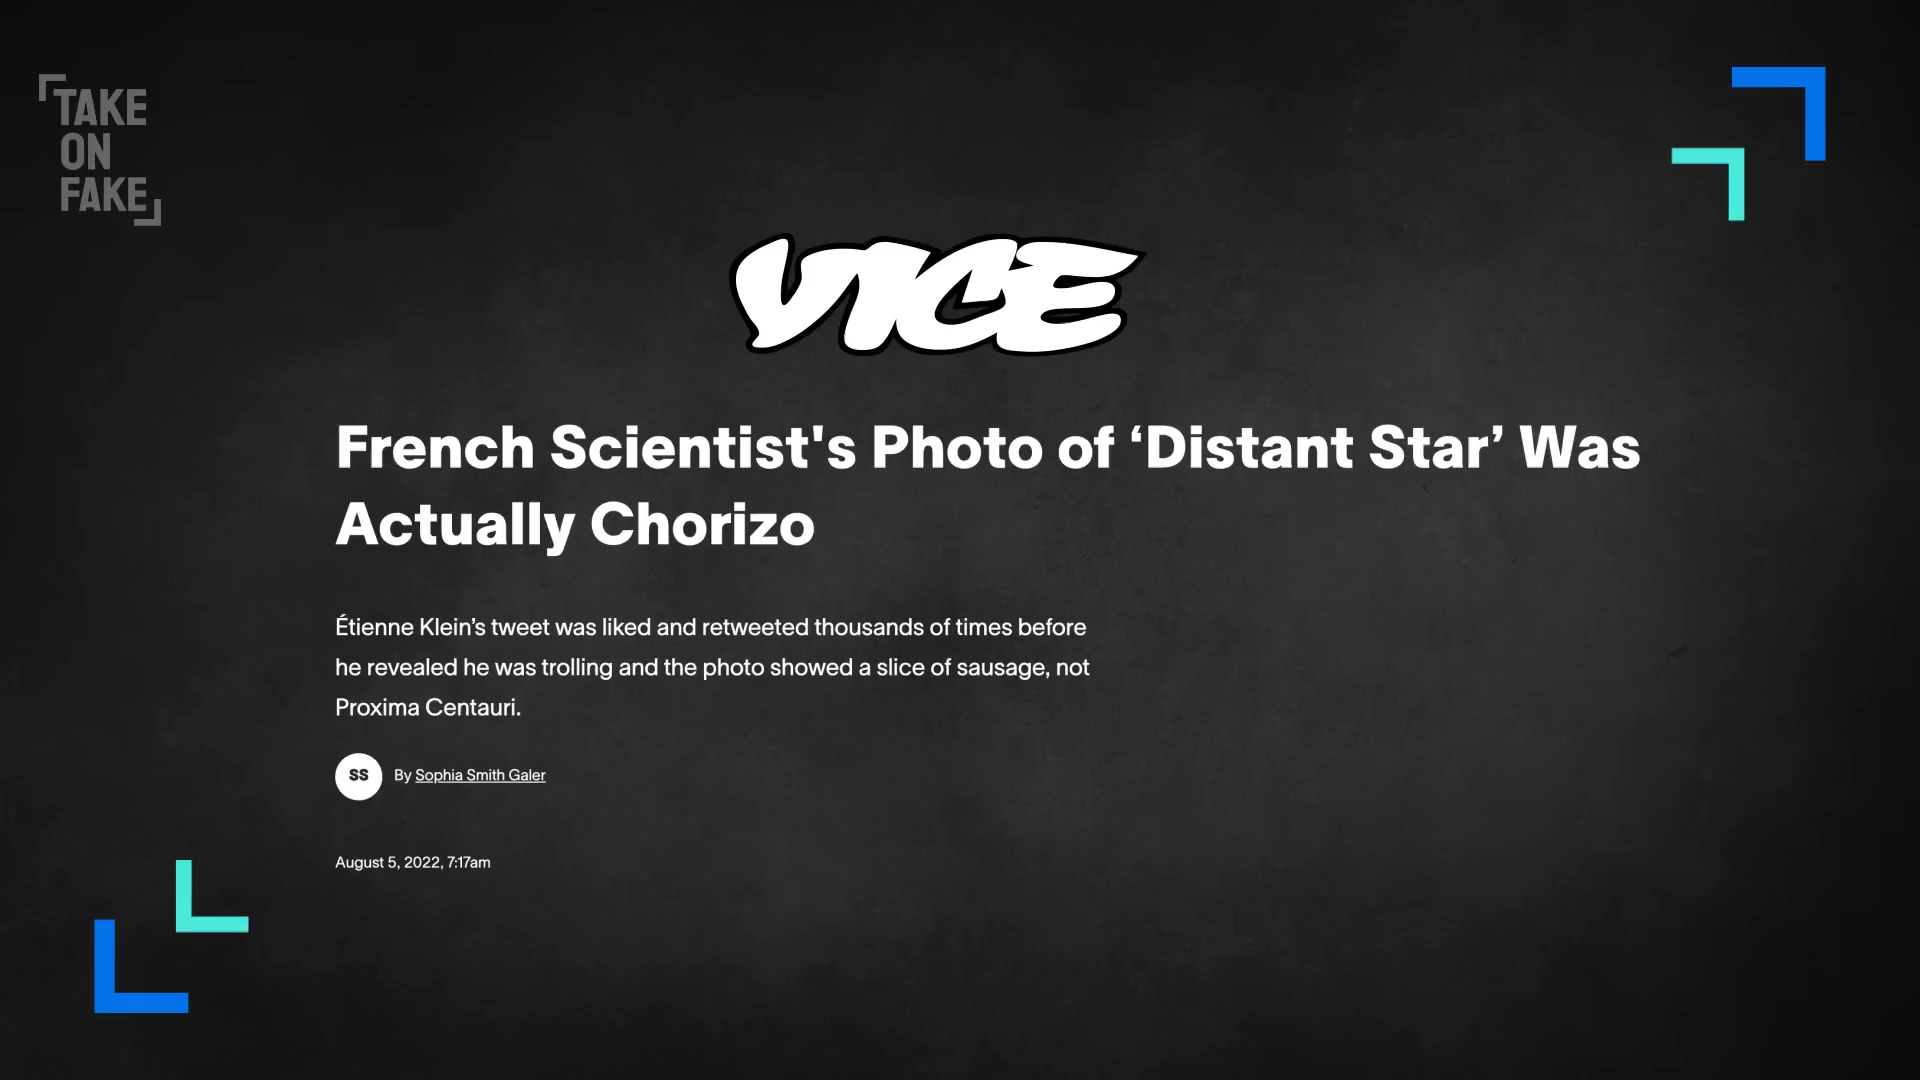 TAKE
ON
FAKE
VICE
French Scientist's Photo of ‘Distant Star’ Was
Actually Chorizo
Étienne Klein’s tweet was liked and retweeted thousands of times before
he revealed he was trolling and the photo showed a slice of sausage, not
Proxima Centauri.
SS By Sophia Smith Galer
August 5, 2022, 7:17am